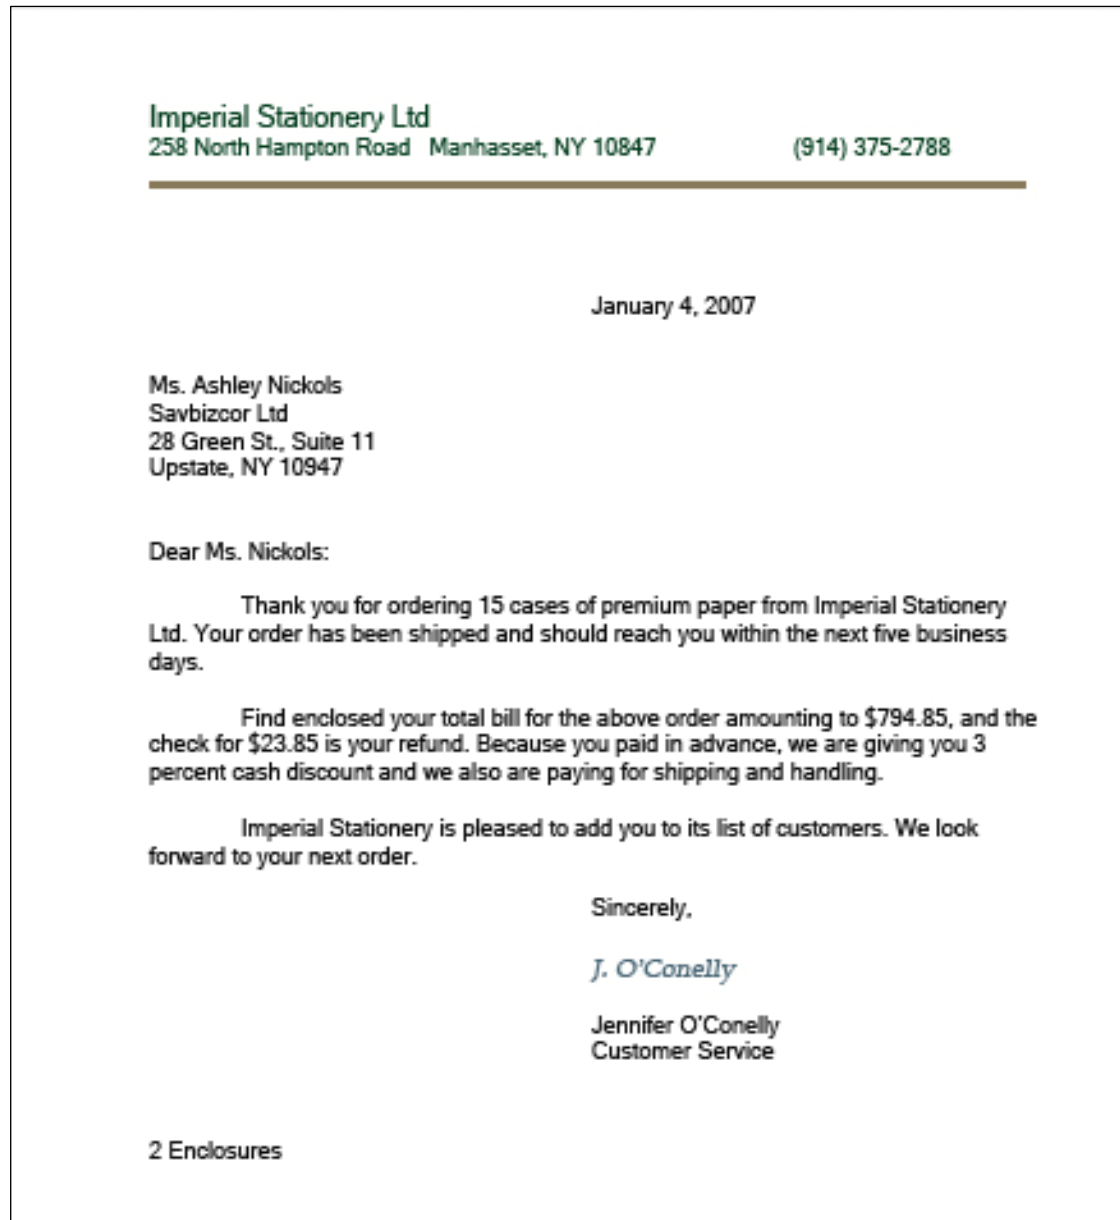 Imperial Stationery Ltd
258 North Hampton Road Manhasset, NY 10847 (914) 375-2788
January 4, 2007
Ms. Ashley Nickols
Savbizcor Ltd
28 Green St., Suite 11
Upstate, NY 10947
Dear Ms. Nickols:
Thank you for ordering 15 cases of premium paper from Imperial Stationery
Ltd. Your order has been shipped and should reach you within the next five business
days.
Find enclosed your total bill for the above order amounting to $794.85, and the
check for $23.85 is your refund. Because you paid in advance, we are giving you 3
percent cash discount and we also are paying for shipping and handling.
Imperial Stationery is pleased to add you to its list of customers. We look
forward to your next order.
Sincerely,
J. O'Conelly
Jennifer O'Conelly
Customer Service
2 Enclosures